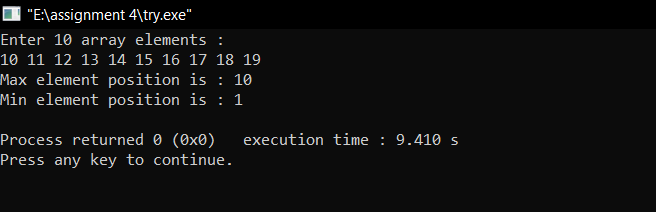 "E:\assignment 4\try.exe"
Enter 10 array elements :
10 11 12 13 14 15 16 17 18 19
Max element position is : 10
Min element position is : 1
Process returned 0 (0x0)   execution time : 9.410 s
Press any key to continue.